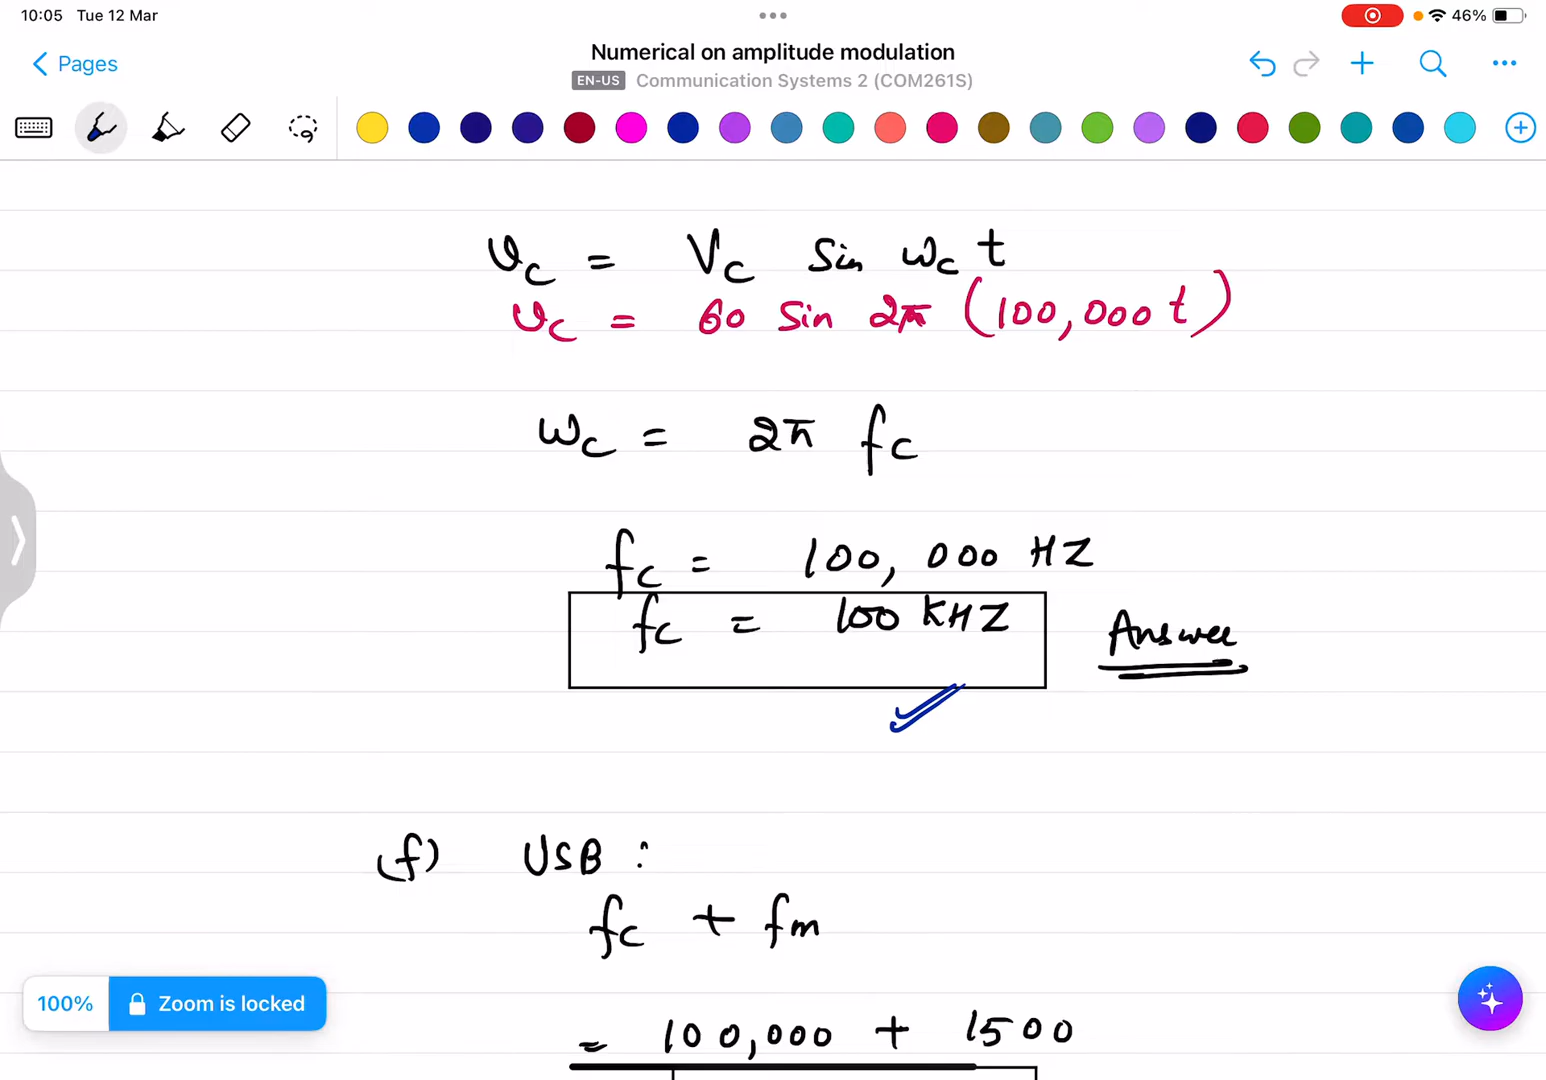 10:05 Tue 12 Mar
46%
Pages
Numerical on amplitude modulation
EN-US Communication Systems 2 (COM261S)
υc = Vc Sin ωc t
υc = 60 Sin 2π (100,000 t)
ωc = 2π fc
fc = 100,000 HZ
fc = 100 KHZ
Answer
(f) USB :
fc + fm
= 100,000 + 1500
100%
Zoom is locked